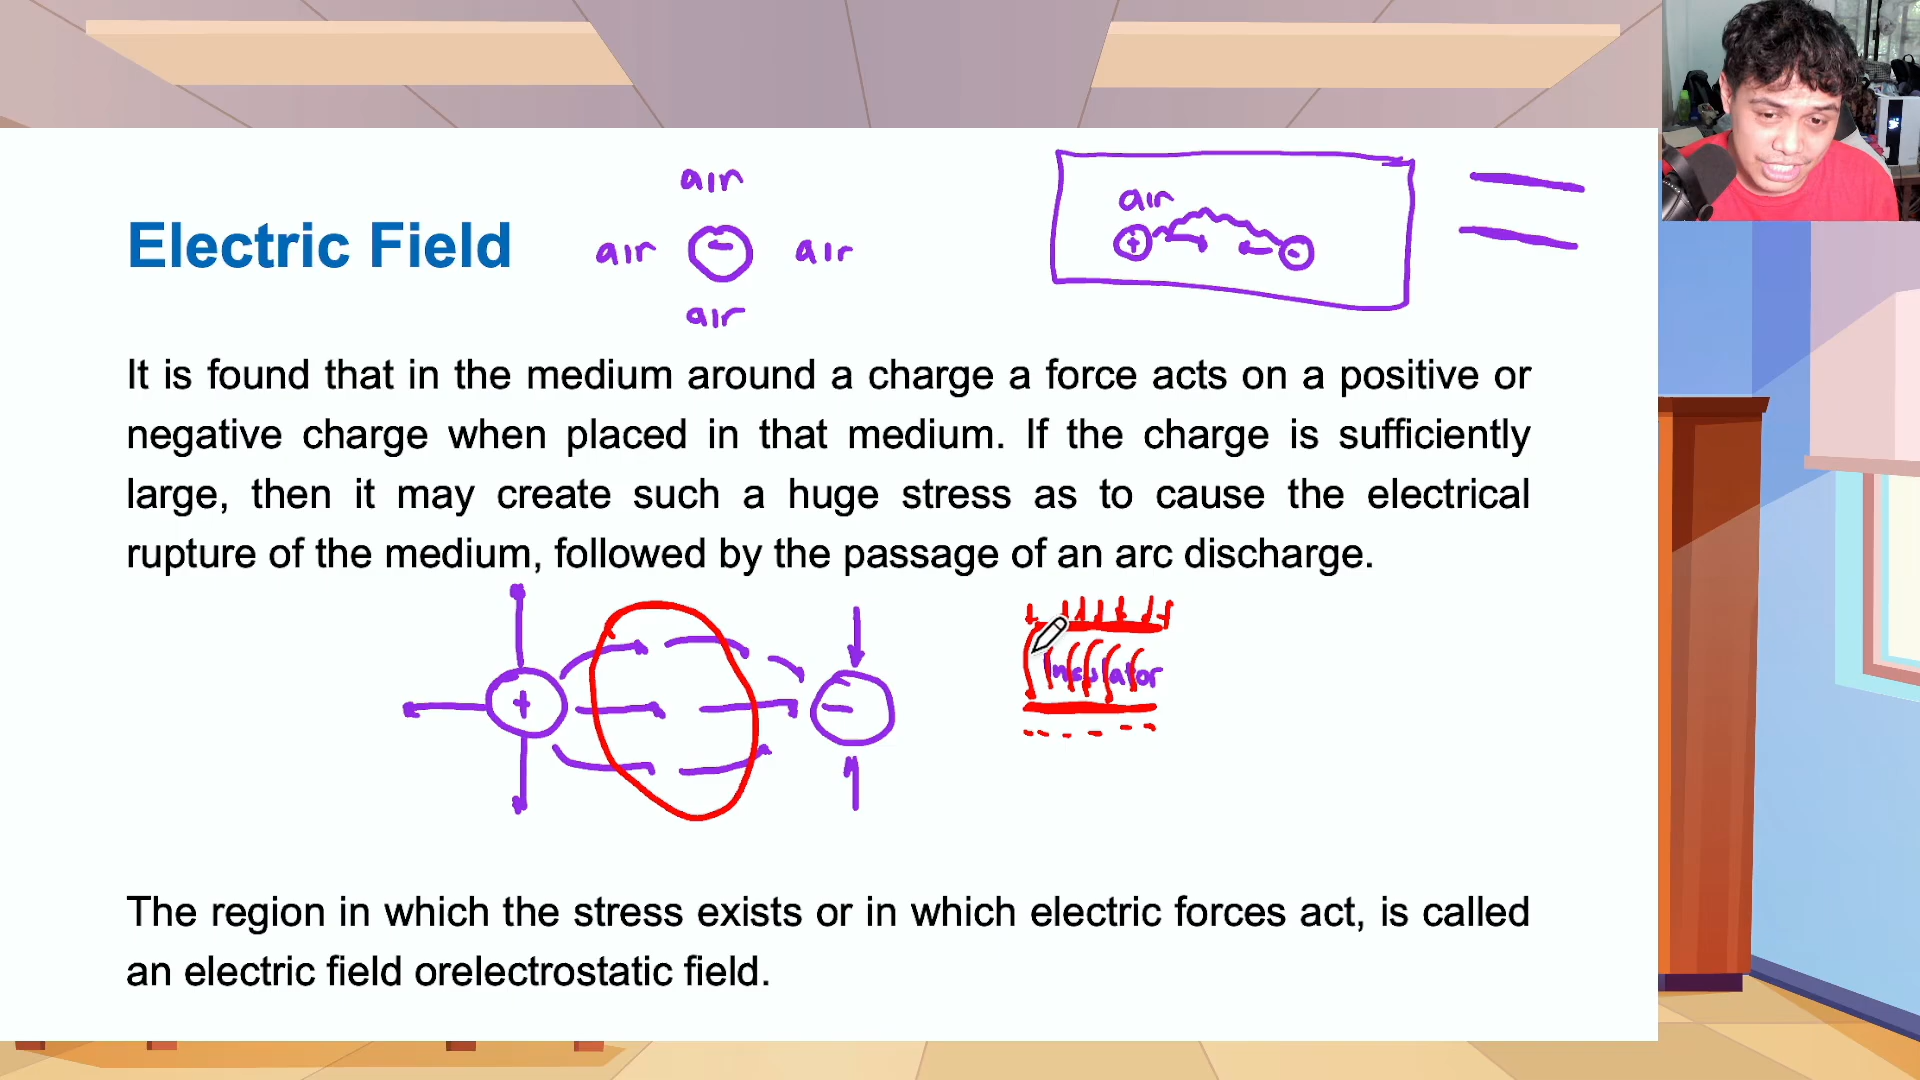 air
air
Electric Field
air
-
air
+
-
air
It is found that in the medium around a charge a force acts on a positive or
negative charge when placed in that medium. If the charge is sufficiently
large, then it may create such a huge stress as to cause the electrical
rupture of the medium, followed by the passage of an arc discharge.
Insulator
+
-
The region in which the stress exists or in which electric forces act, is called
an electric field orelectrostatic field.